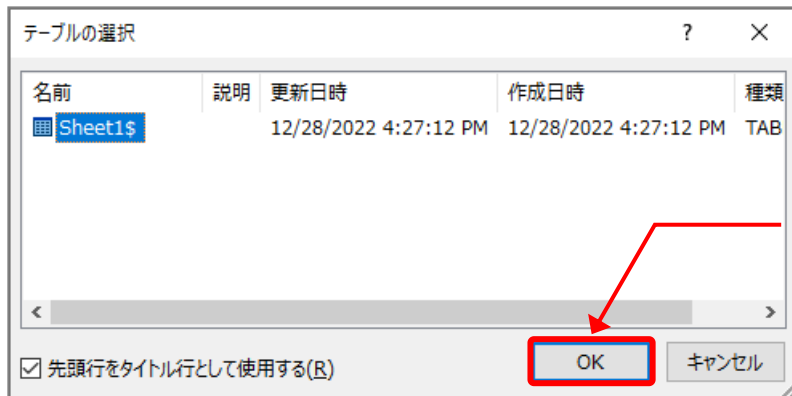 テーブルの選択 ?
名前 説明 更新日時 作成日時 種類
Sheet1$ 12/28/2022 4:27:12 PM 12/28/2022 4:27:12 PM TAB
先頭行をタイトル行として使用する(R) OK キャンセル